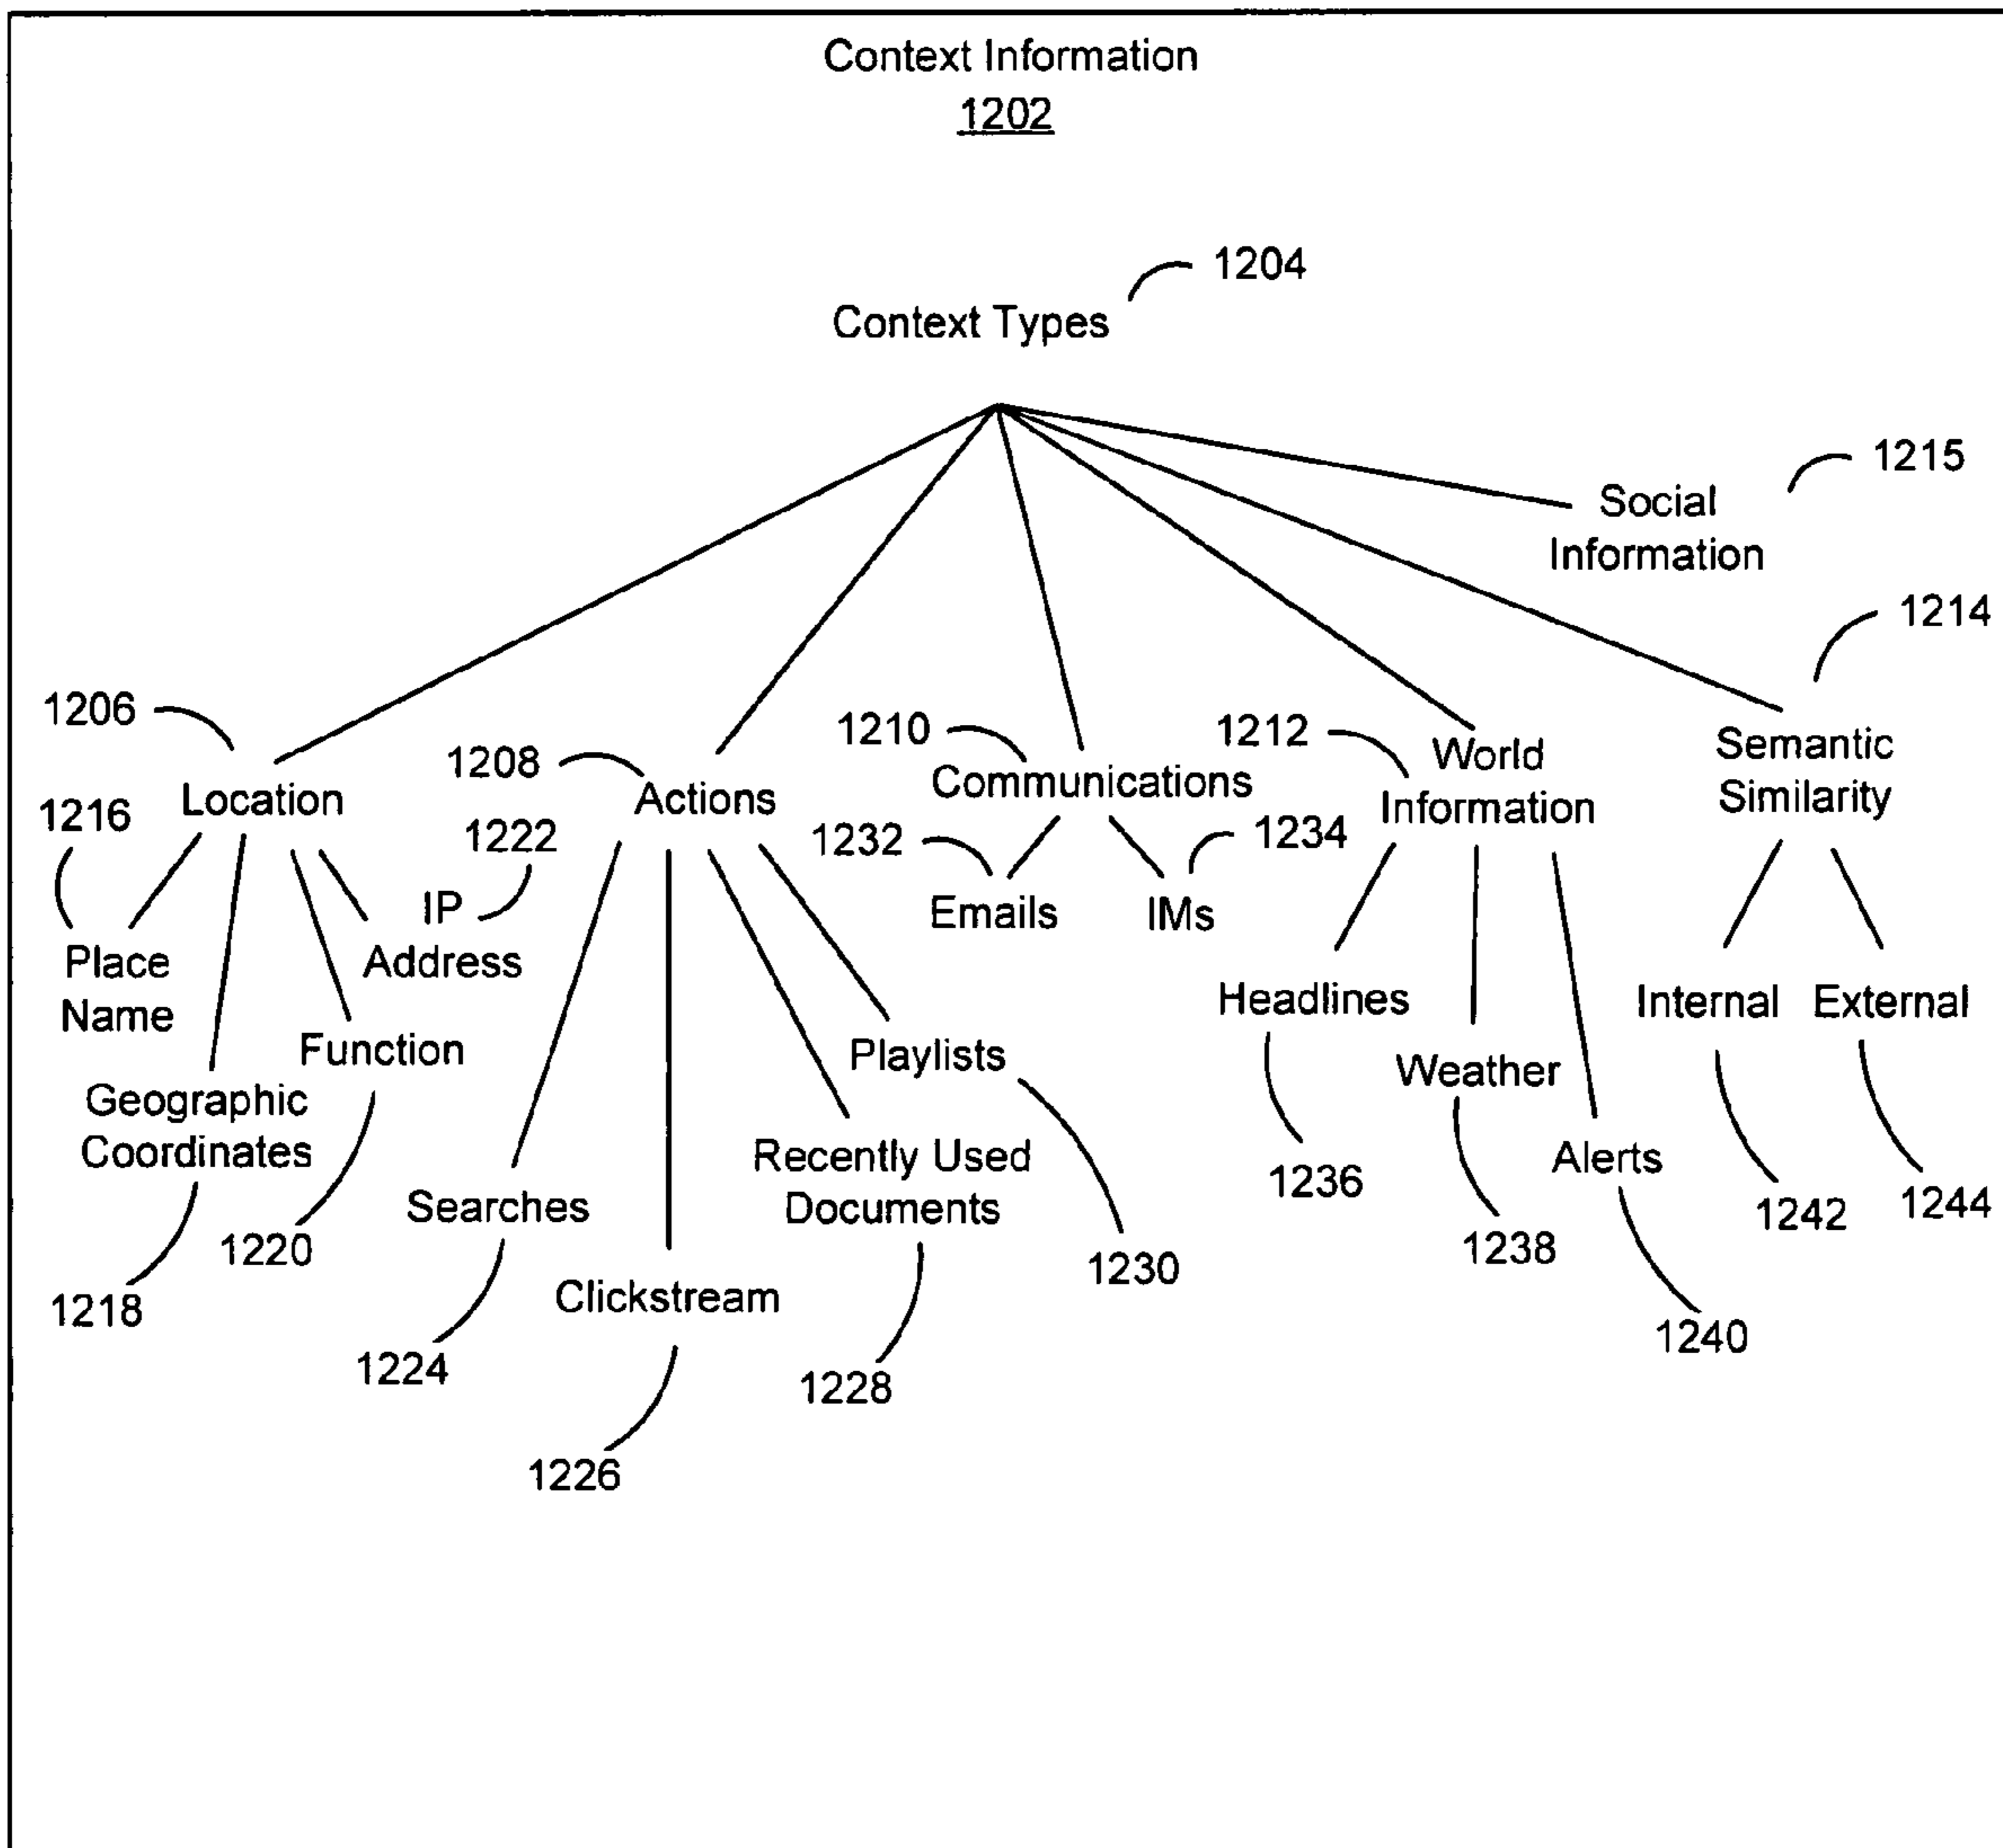 Context Information
1202
1204
Context Types
1215
Social
Information
1214
1206
1208
1210
1212
World
Information
Semantic
Similarity
Communications
Location
Actions
1216
1222
1232
1234
IP
Address
Emails
IMs
Place
Name
Headlines
Internal
External
Function
Playlists
Weather
Geographic
Coordinates
Recently Used
Documents
Alerts
Searches
1236
1242
1244
1220
1238
1230
1218
Clickstream
1240
1224
1228
1226